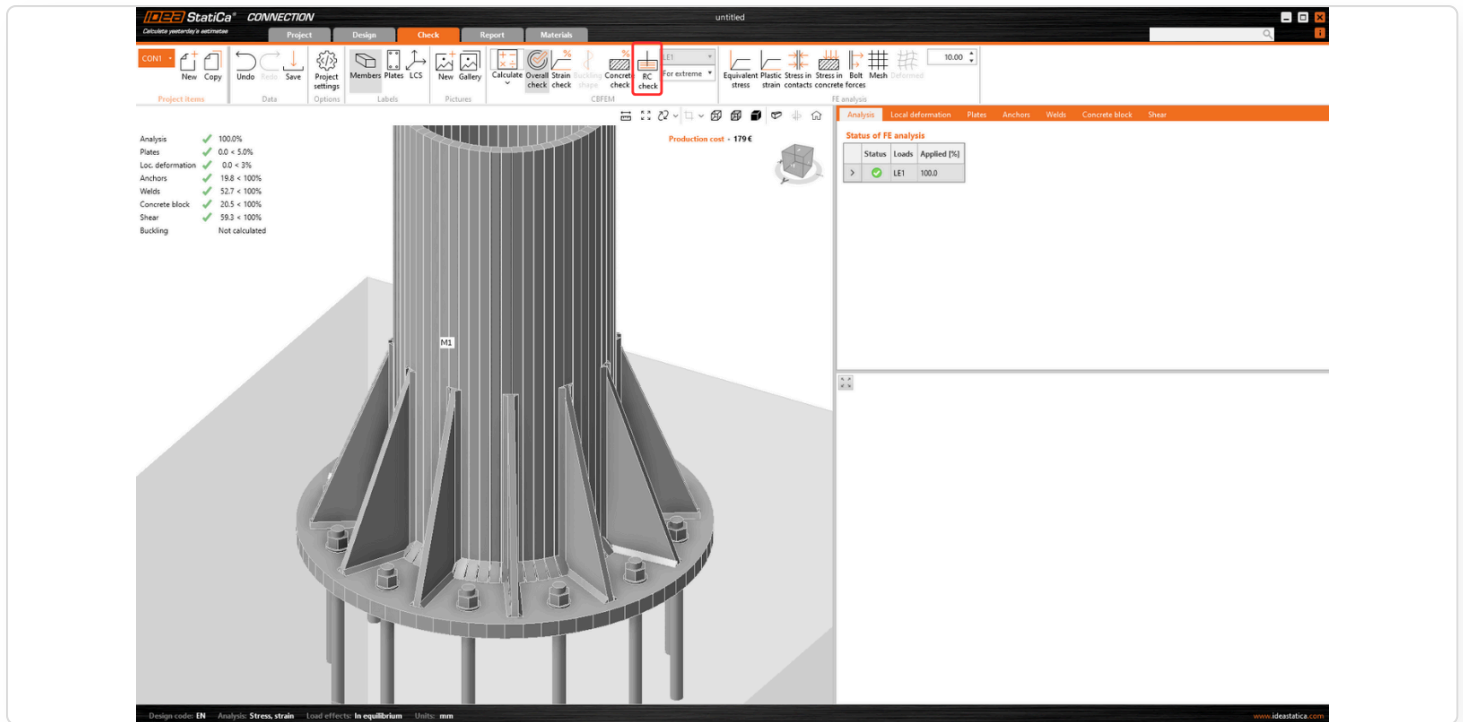 IDEA StatiCa® CONNECTION
untitled
Calculate yesterday's estimates
Project Design Check Report Materials
CON1
New Copy Undo Redo Save Project settings Members Plates LCS New Gallery Calculate Overall check Strain check Buckling shape Concrete check RC check
LE1
For extreme
Equivalent stress Plastic strain Stress in contacts Stress in concrete Bolt forces Mesh Deformed
10.00
Project items Data Options Labels Pictures CBFEM FE analysis
Production cost - 179 €
Analysis 100.0%
Plates 0.0 < 5.0%
Loc. deformation 0.0 < 3%
Anchors 19.8 < 100%
Welds 52.7 < 100%
Concrete block 20.5 < 100%
Shear 59.3 < 100%
Buckling Not calculated
M1
Analysis Local deformation Plates Anchors Welds Concrete block Shear
Status of FE analysis
Status Loads Applied [%]
> LE1 100.0
Design code: EN Analysis: Stress, strain Load effects: In equilibrium Units: mm
www.ideastatica.com